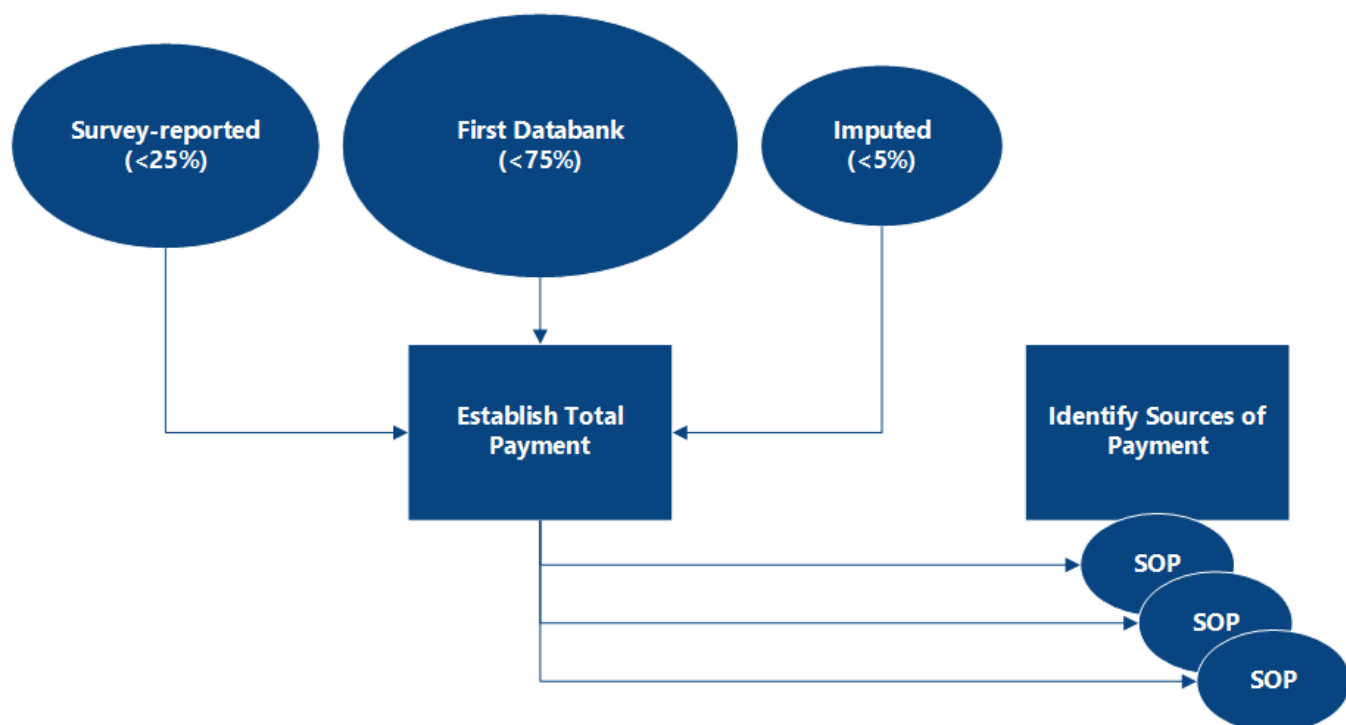 Survey-reported
(<25%)
First Databank
(<75%)
Imputed
(<5%)
Establish Total
Payment
Identify Sources of
Payment
SOP
SOP
SOP